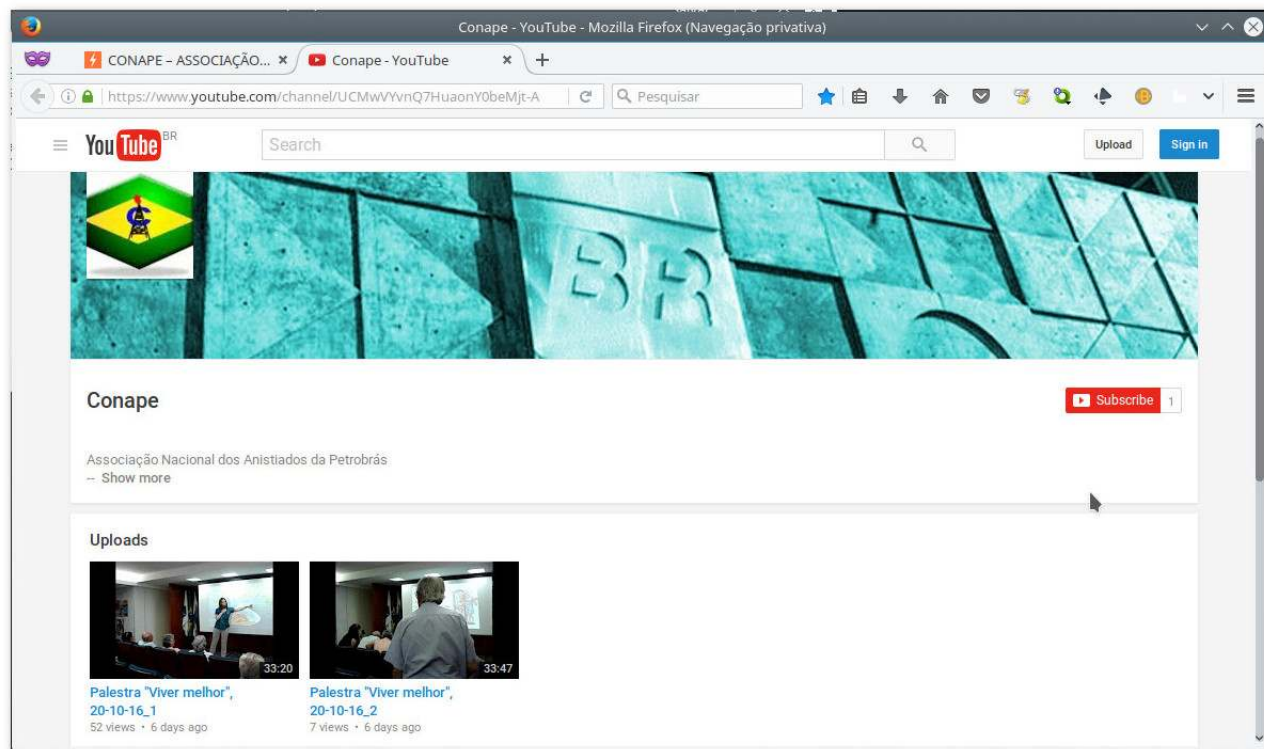 Conape - YouTube - Mozilla Firefox (Navegação privativa)
CONAPE – ASSOCIAÇÃO...
Conape - YouTube
https://www.youtube.com/channel/UCMwVYvnQ7HuaonY0beMjt-A
Pesquisar
YouTube BR
Search
Upload
Sign in
BR
Conape
Subscribe 1
Associação Nacional dos Anistiados da Petrobrás
-- Show more
Uploads
33:20
33:47
Palestra "Viver melhor",
20-10-16_1
52 views • 6 days ago
Palestra "Viver melhor",
20-10-16_2
7 views • 6 days ago